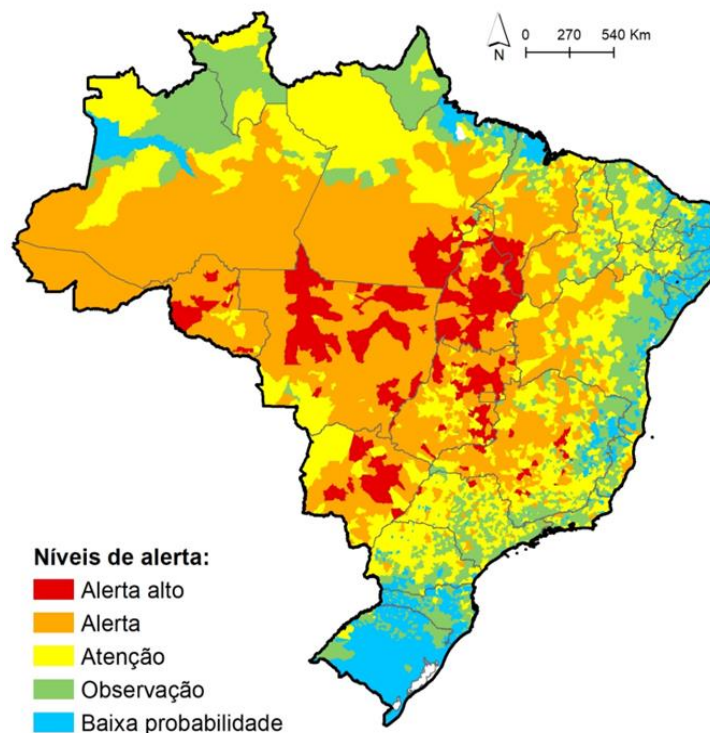 0 270 540 Km
N
Níveis de alerta:
Alerta alto
Alerta
Atenção
Observação
Baixa probabilidade